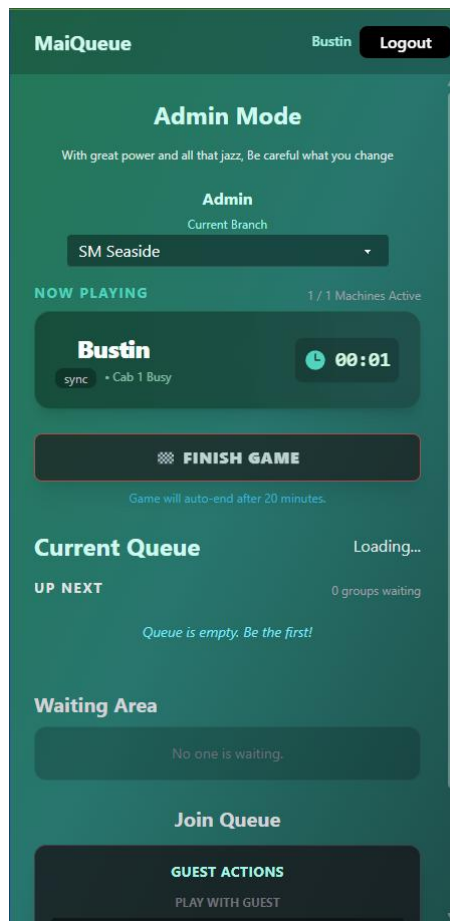 MaiQueue
Bustin
Logout
Admin Mode
With great power and all that jazz, Be careful what you change
Admin
Current Branch
SM Seaside
NOW PLAYING
1 / 1 Machines Active
Bustin
sync • Cab 1 Busy
00:01
FINISH GAME
Game will auto-end after 20 minutes.
Current Queue
Loading...
UP NEXT
0 groups waiting
Queue is empty. Be the first!
Waiting Area
No one is waiting.
Join Queue
GUEST ACTIONS
PLAY WITH GUEST